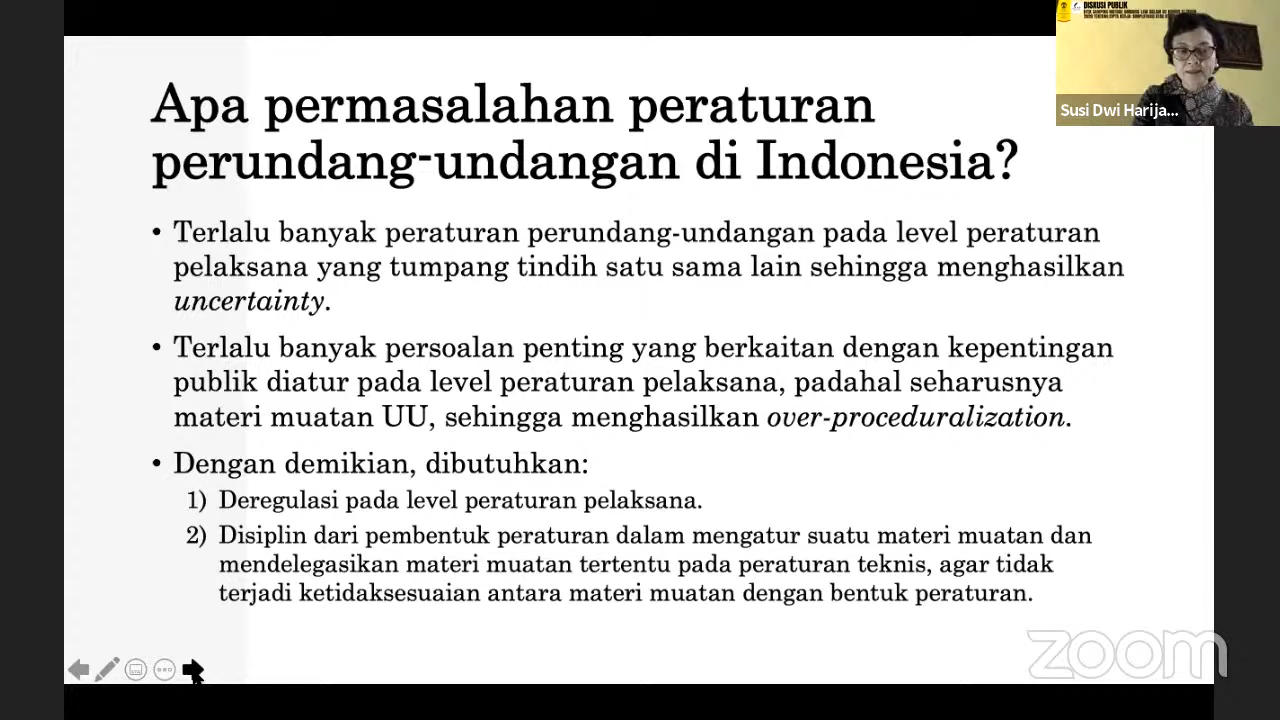 DISKUSI PUBLIK
Susi Dwi Harija...
Apa permasalahan peraturan
perundang-undangan di Indonesia?
• Terlalu banyak peraturan perundang-undangan pada level peraturan
pelaksana yang tumpang tindih satu sama lain sehingga menghasilkan
uncertainty.
• Terlalu banyak persoalan penting yang berkaitan dengan kepentingan
publik diatur pada level peraturan pelaksana, padahal seharusnya
materi muatan UU, sehingga menghasilkan over-proceduralization.
• Dengan demikian, dibutuhkan:
1) Deregulasi pada level peraturan pelaksana.
2) Disiplin dari pembentuk peraturan dalam mengatur suatu materi muatan dan
mendelegasikan materi muatan tertentu pada peraturan teknis, agar tidak
terjadi ketidaksesuaian antara materi muatan dengan bentuk peraturan.
zoom